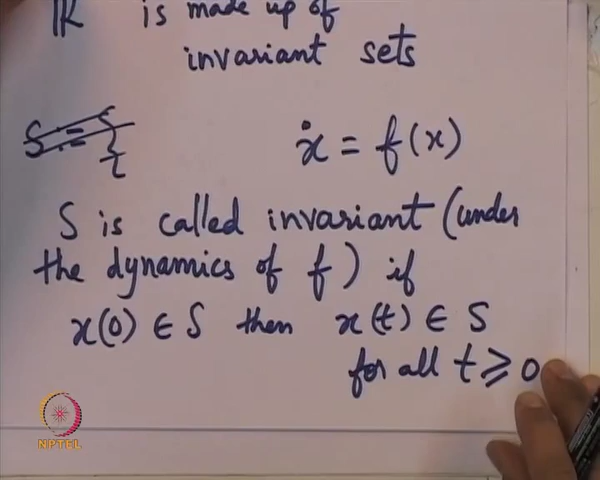 ℝ is made up of
invariant sets
ẋ = f(x)
S is called invariant (under
the dynamics of f) if
x(0) ∈ S then x(t) ∈ S
for all t ≥ 0
NPTEL